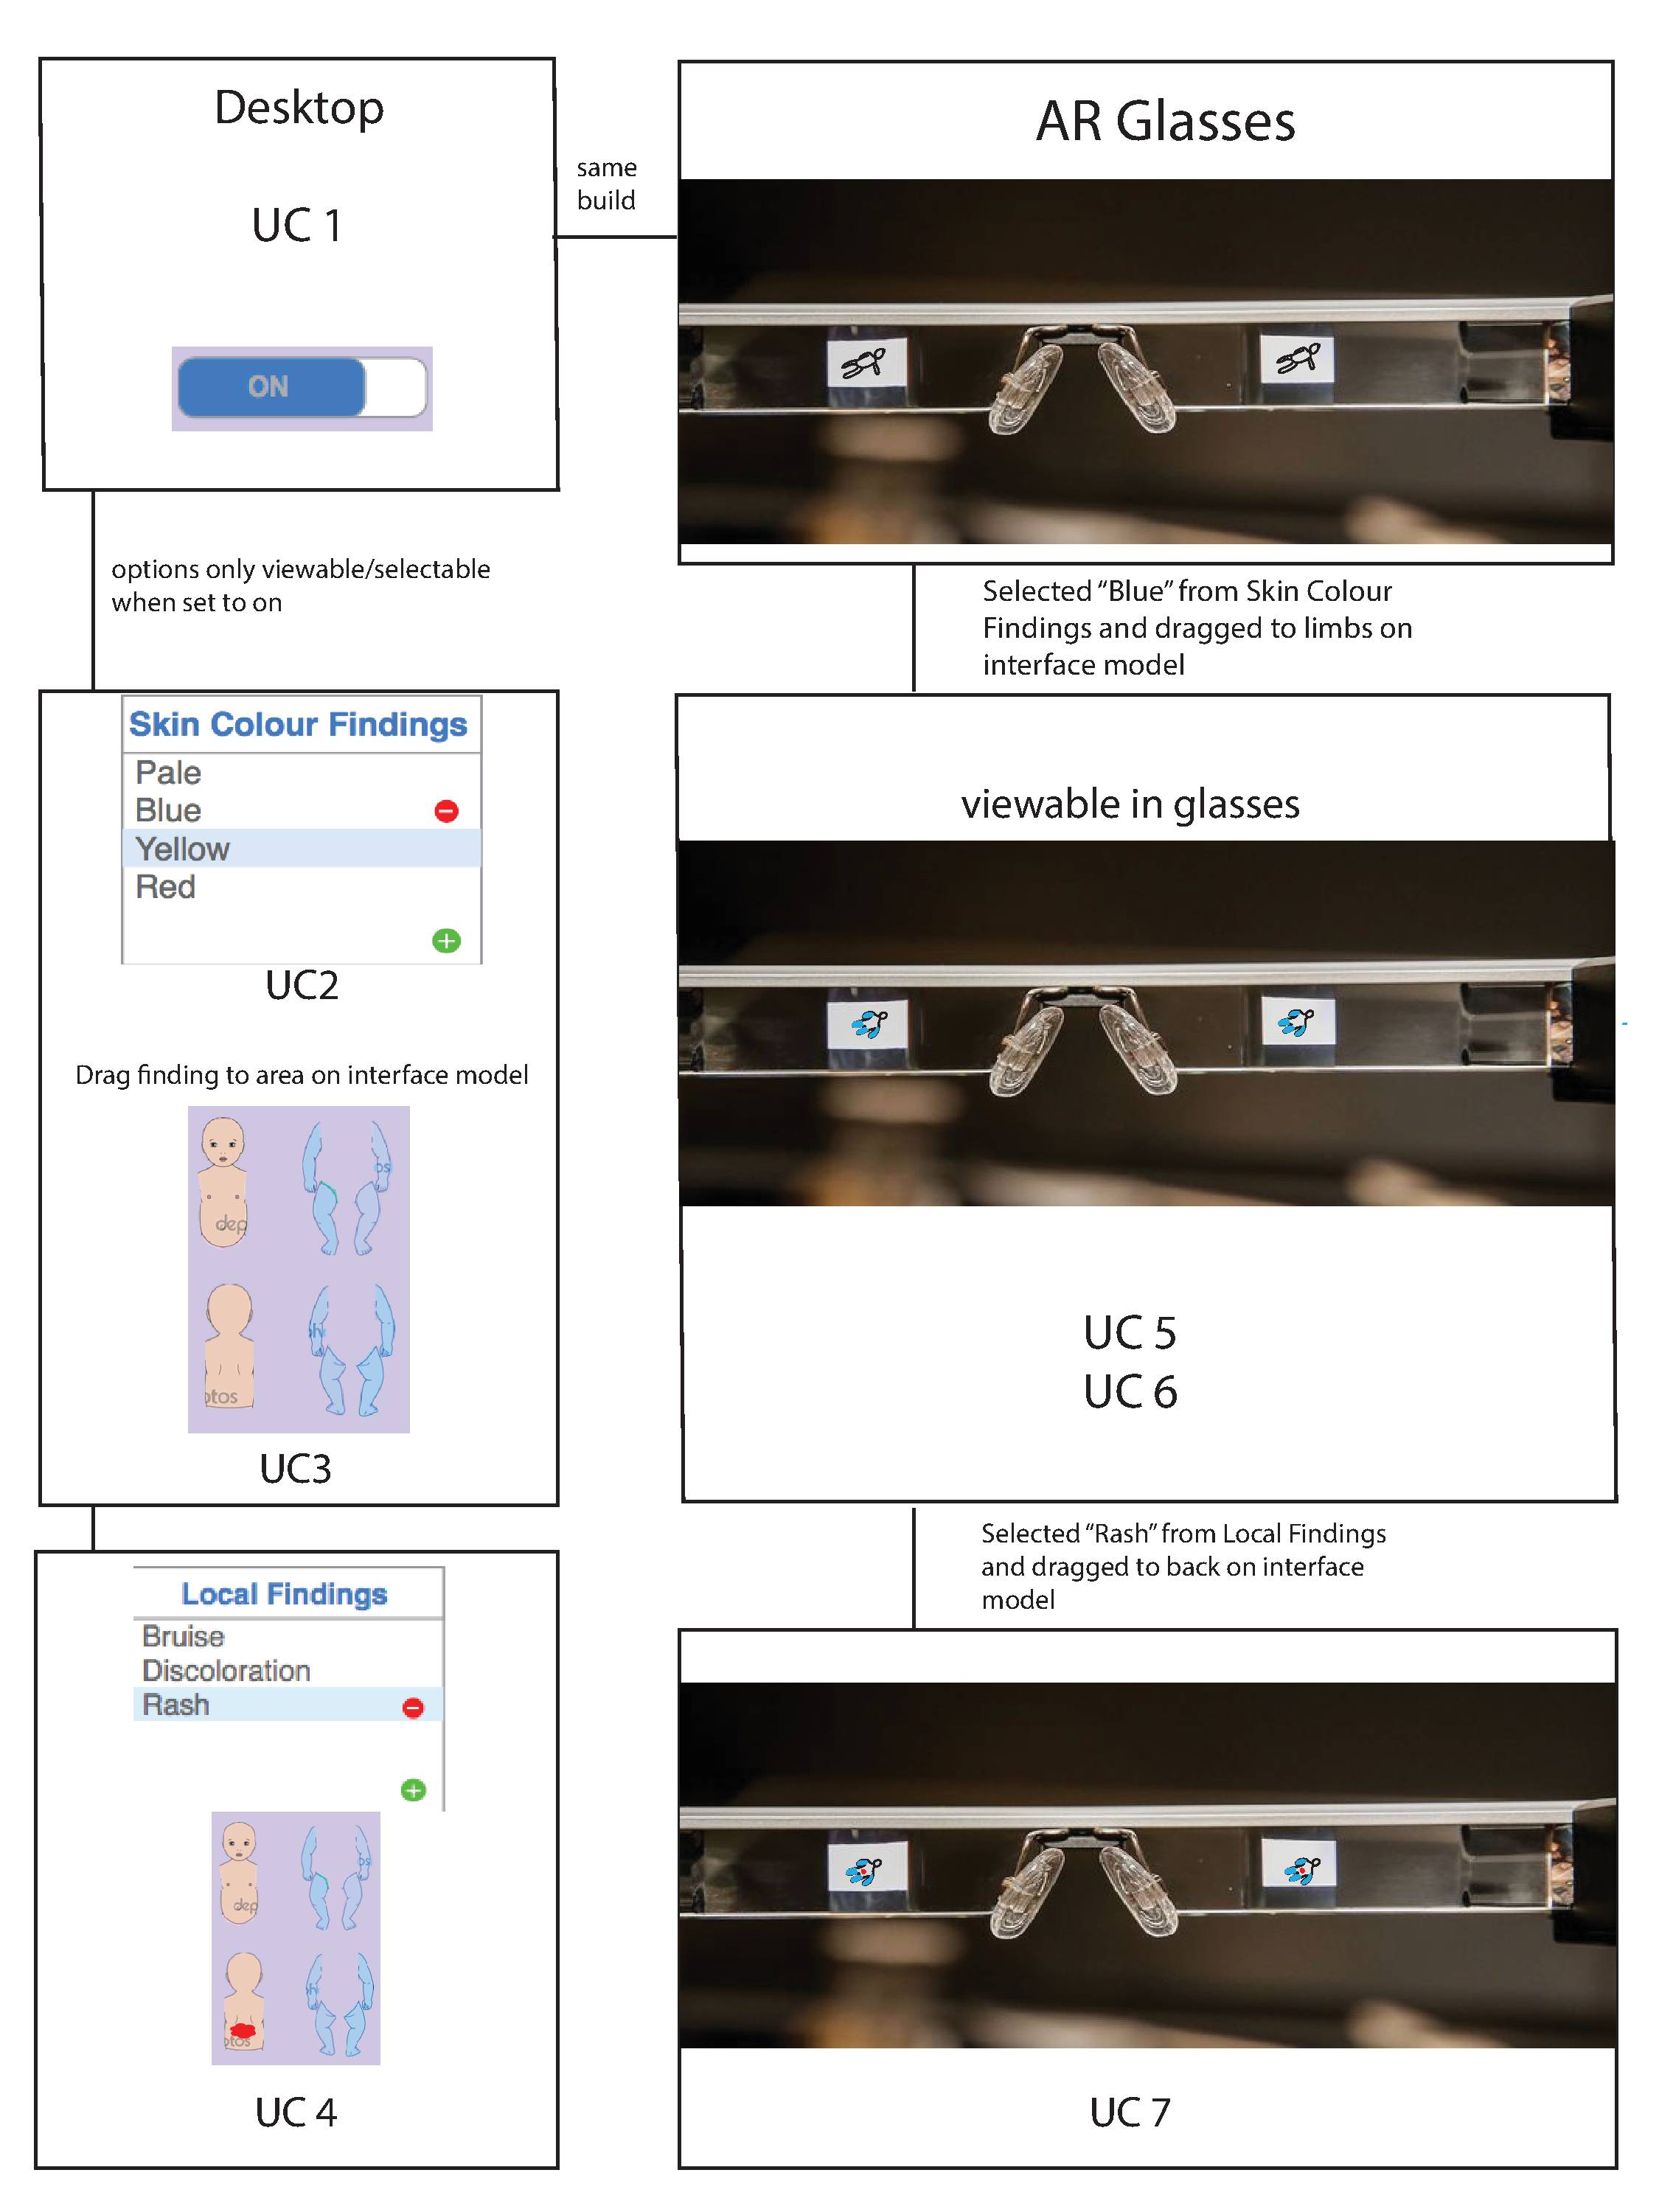 Desktop
UC 1
ON
same
build
AR Glasses
options only viewable/selectable
when set to on
Selected “Blue” from Skin Colour
Findings and dragged to limbs on
interface model
Skin Colour Findings
Pale
Blue
Yellow
Red
UC2
Drag finding to area on interface model
dep
os
otos
UC3
viewable in glasses
UC 5
UC 6
Selected “Rash” from Local Findings
and dragged to back on interface
model
Local Findings
Bruise
Discoloration
Rash
dep
os
otos
UC 4
UC 7